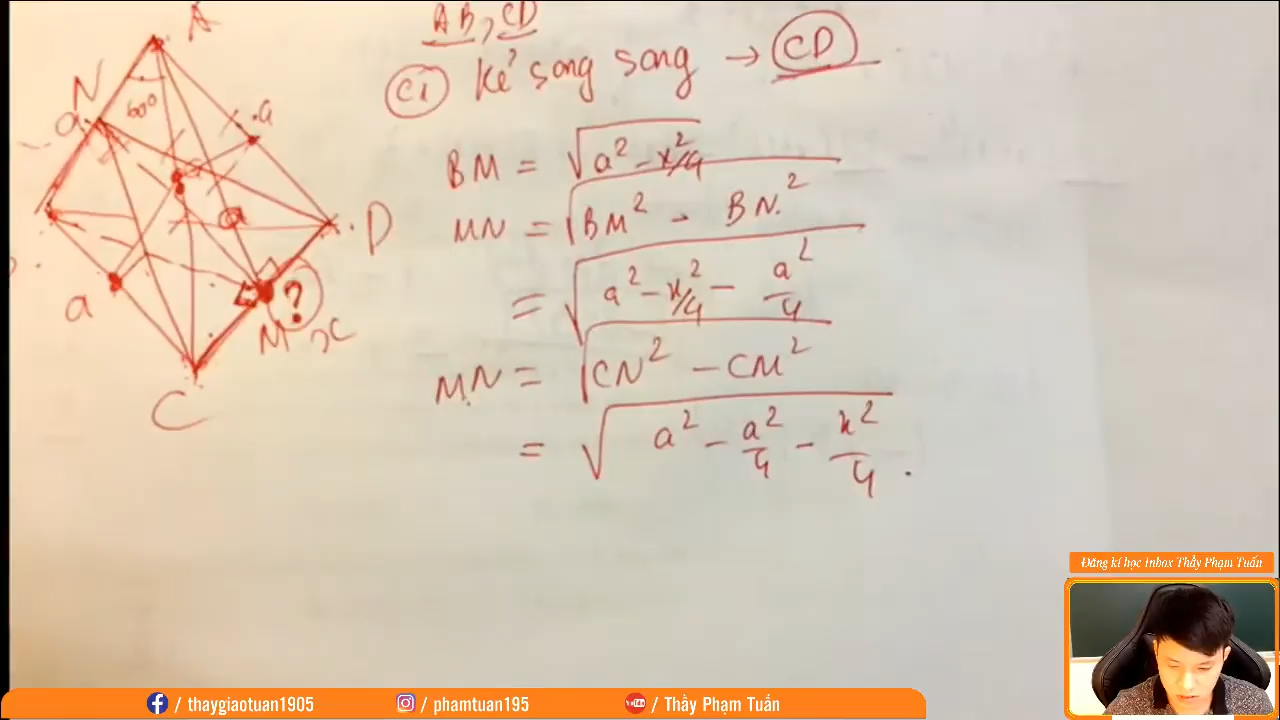 A
AB, CD
C1 Kẻ song song → CD
N
a
60°
a
BM = √(a² - x²/4)
MN = √(BM² - BN²)
D
= √(a² - x²/4 - a²/4)
a
?
M
x
MN = √(CN² - CM²)
C
= √(a² - a²/4 - x²/4).
Đăng kí học Inbox Thầy Phạm Tuấn
/ thaygiaotuan1905
/ phamtuan195
/ Thầy Phạm Tuấn